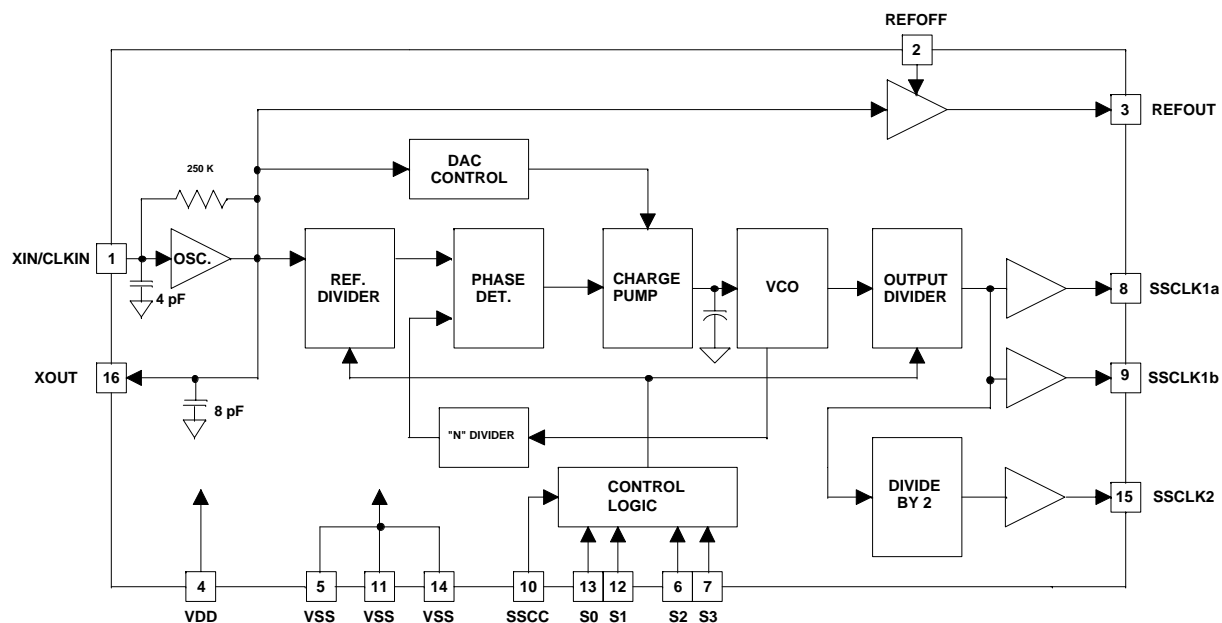 REFOFF
2
3
REFOUT
250 K
DAC
CONTROL
XIN/CLKIN
1
OSC.
4 pF
REF.
DIVIDER
PHASE
DET.
CHARGE
PUMP
VCO
OUTPUT
DIVIDER
8
SSCLK1a
XOUT
16
8 pF
9
SSCLK1b
"N" DIVIDER
CONTROL
LOGIC
DIVIDE
BY 2
15
SSCLK2
4
5
11
14
10
13
12
6
7
VDD
VSS
VSS
VSS
SSCC
S0
S1
S2
S3